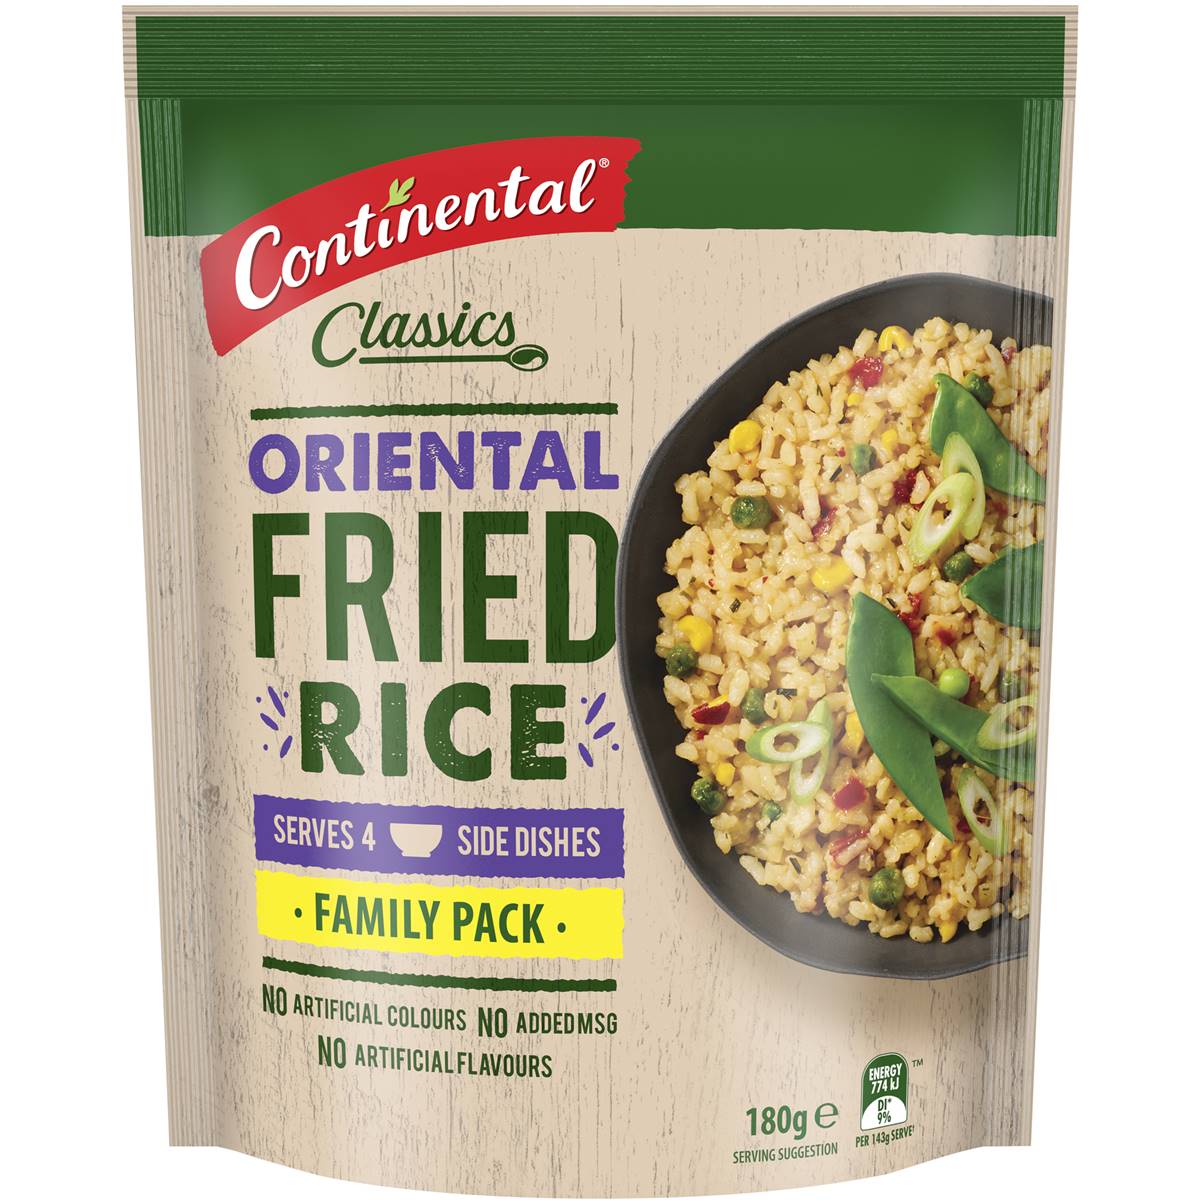 Continental®
Classics
ORIENTAL
FRIED
RICE
SERVES 4 SIDE DISHES
• FAMILY PACK •
NO ARTIFICIAL COLOURS NO ADDED MSG
NO ARTIFICIAL FLAVOURS
ENERGY
774 kJ
DI*
9%
™
PER 143g SERVE†
180g ℮
SERVING SUGGESTION